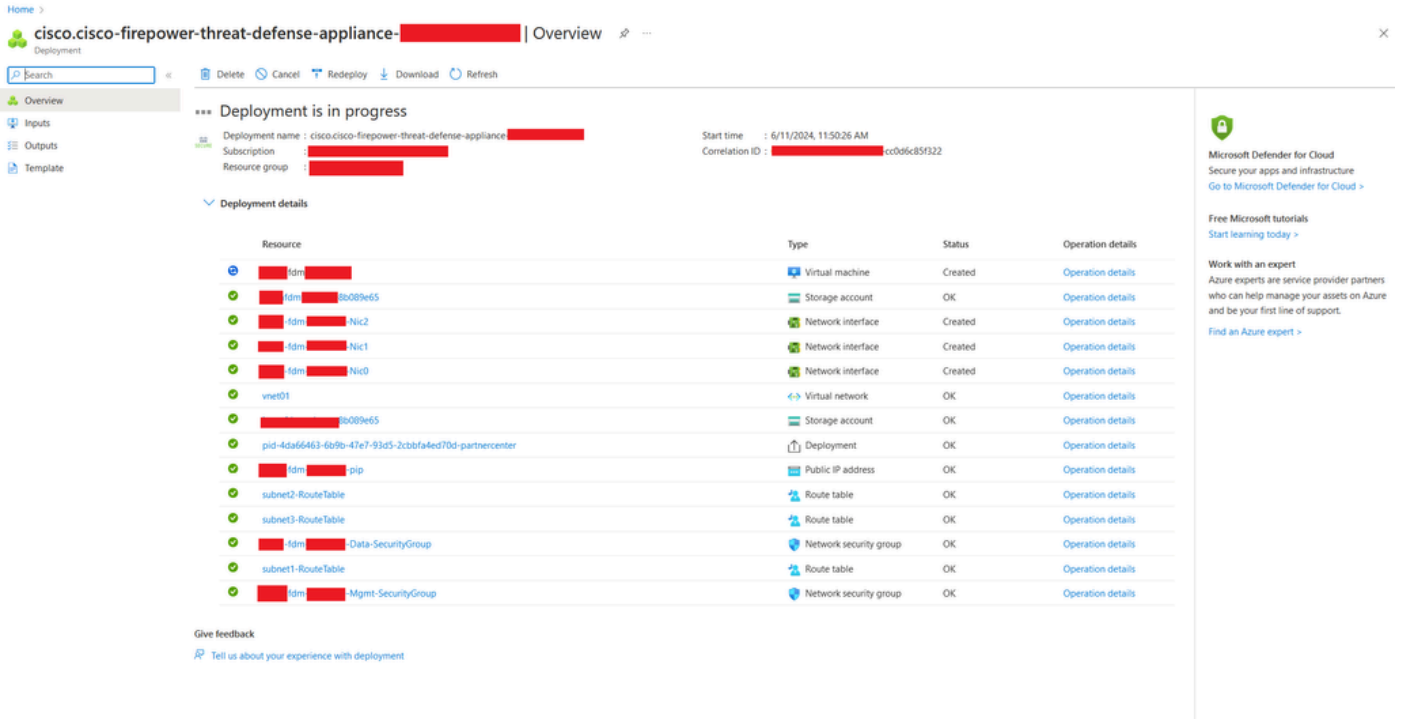 Home >
cisco.cisco-firepower-threat-defense-appliance- | Overview ...
Deployment
Search «
Delete Cancel Redeploy Download Refresh
Overview
Inputs
Outputs
Template
Deployment is in progress
Deployment name : cisco.cisco-firepower-threat-defense-appliance- Start time : 6/11/2024, 11:50:26 AM
Subscription : Correlation ID : -cc0d6c85f322
Resource group :
Deployment details
Resource Type Status Operation details
fdm Virtual machine Created Operation details
fdm 8b089e65 Storage account OK Operation details
-fdm- -Nic2 Network interface Created Operation details
-fdm- -Nic1 Network interface Created Operation details
-fdm- -Nic0 Network interface Created Operation details
vnet01 Virtual network OK Operation details
8b089e65 Storage account OK Operation details
pid-4da66463-6b9b-47e7-93d5-2cbbfa4ed70d-partnercenter Deployment OK Operation details
fdm- -pip Public IP address OK Operation details
subnet2-RouteTable Route table OK Operation details
subnet3-RouteTable Route table OK Operation details
-fdm- -Data-SecurityGroup Network security group OK Operation details
subnet1-RouteTable Route table OK Operation details
fdm- -Mgmt-SecurityGroup Network security group OK Operation details
Give feedback
Tell us about your experience with deployment
Microsoft Defender for Cloud
Secure your apps and infrastructure
Go to Microsoft Defender for Cloud >
Free Microsoft tutorials
Start learning today >
Work with an expert
Azure experts are service provider partners
who can help manage your assets on Azure
and be your first line of support.
Find an Azure expert >